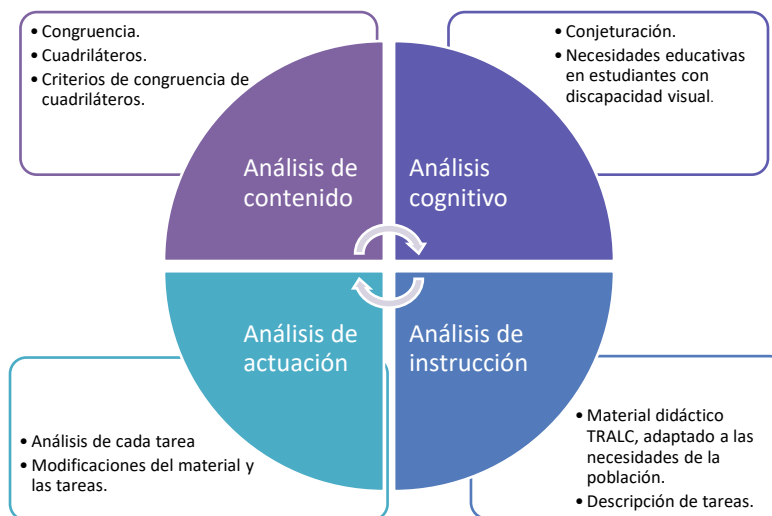 • Congruencia.
• Cuadriláteros.
• Criterios de congruencia de
cuadriláteros.
• Conjeturación.
• Necesidades educativas
en estudiantes con
discapacidad visual.
Análisis de
contenido
Análisis
cognitivo
Análisis de
actuación
Análisis de
instrucción
• Análisis de cada tarea
• Modificaciones del material y
las tareas.
• Material didáctico
TRALC, adaptado a las
necesidades de la
población.
• Descripción de tareas.